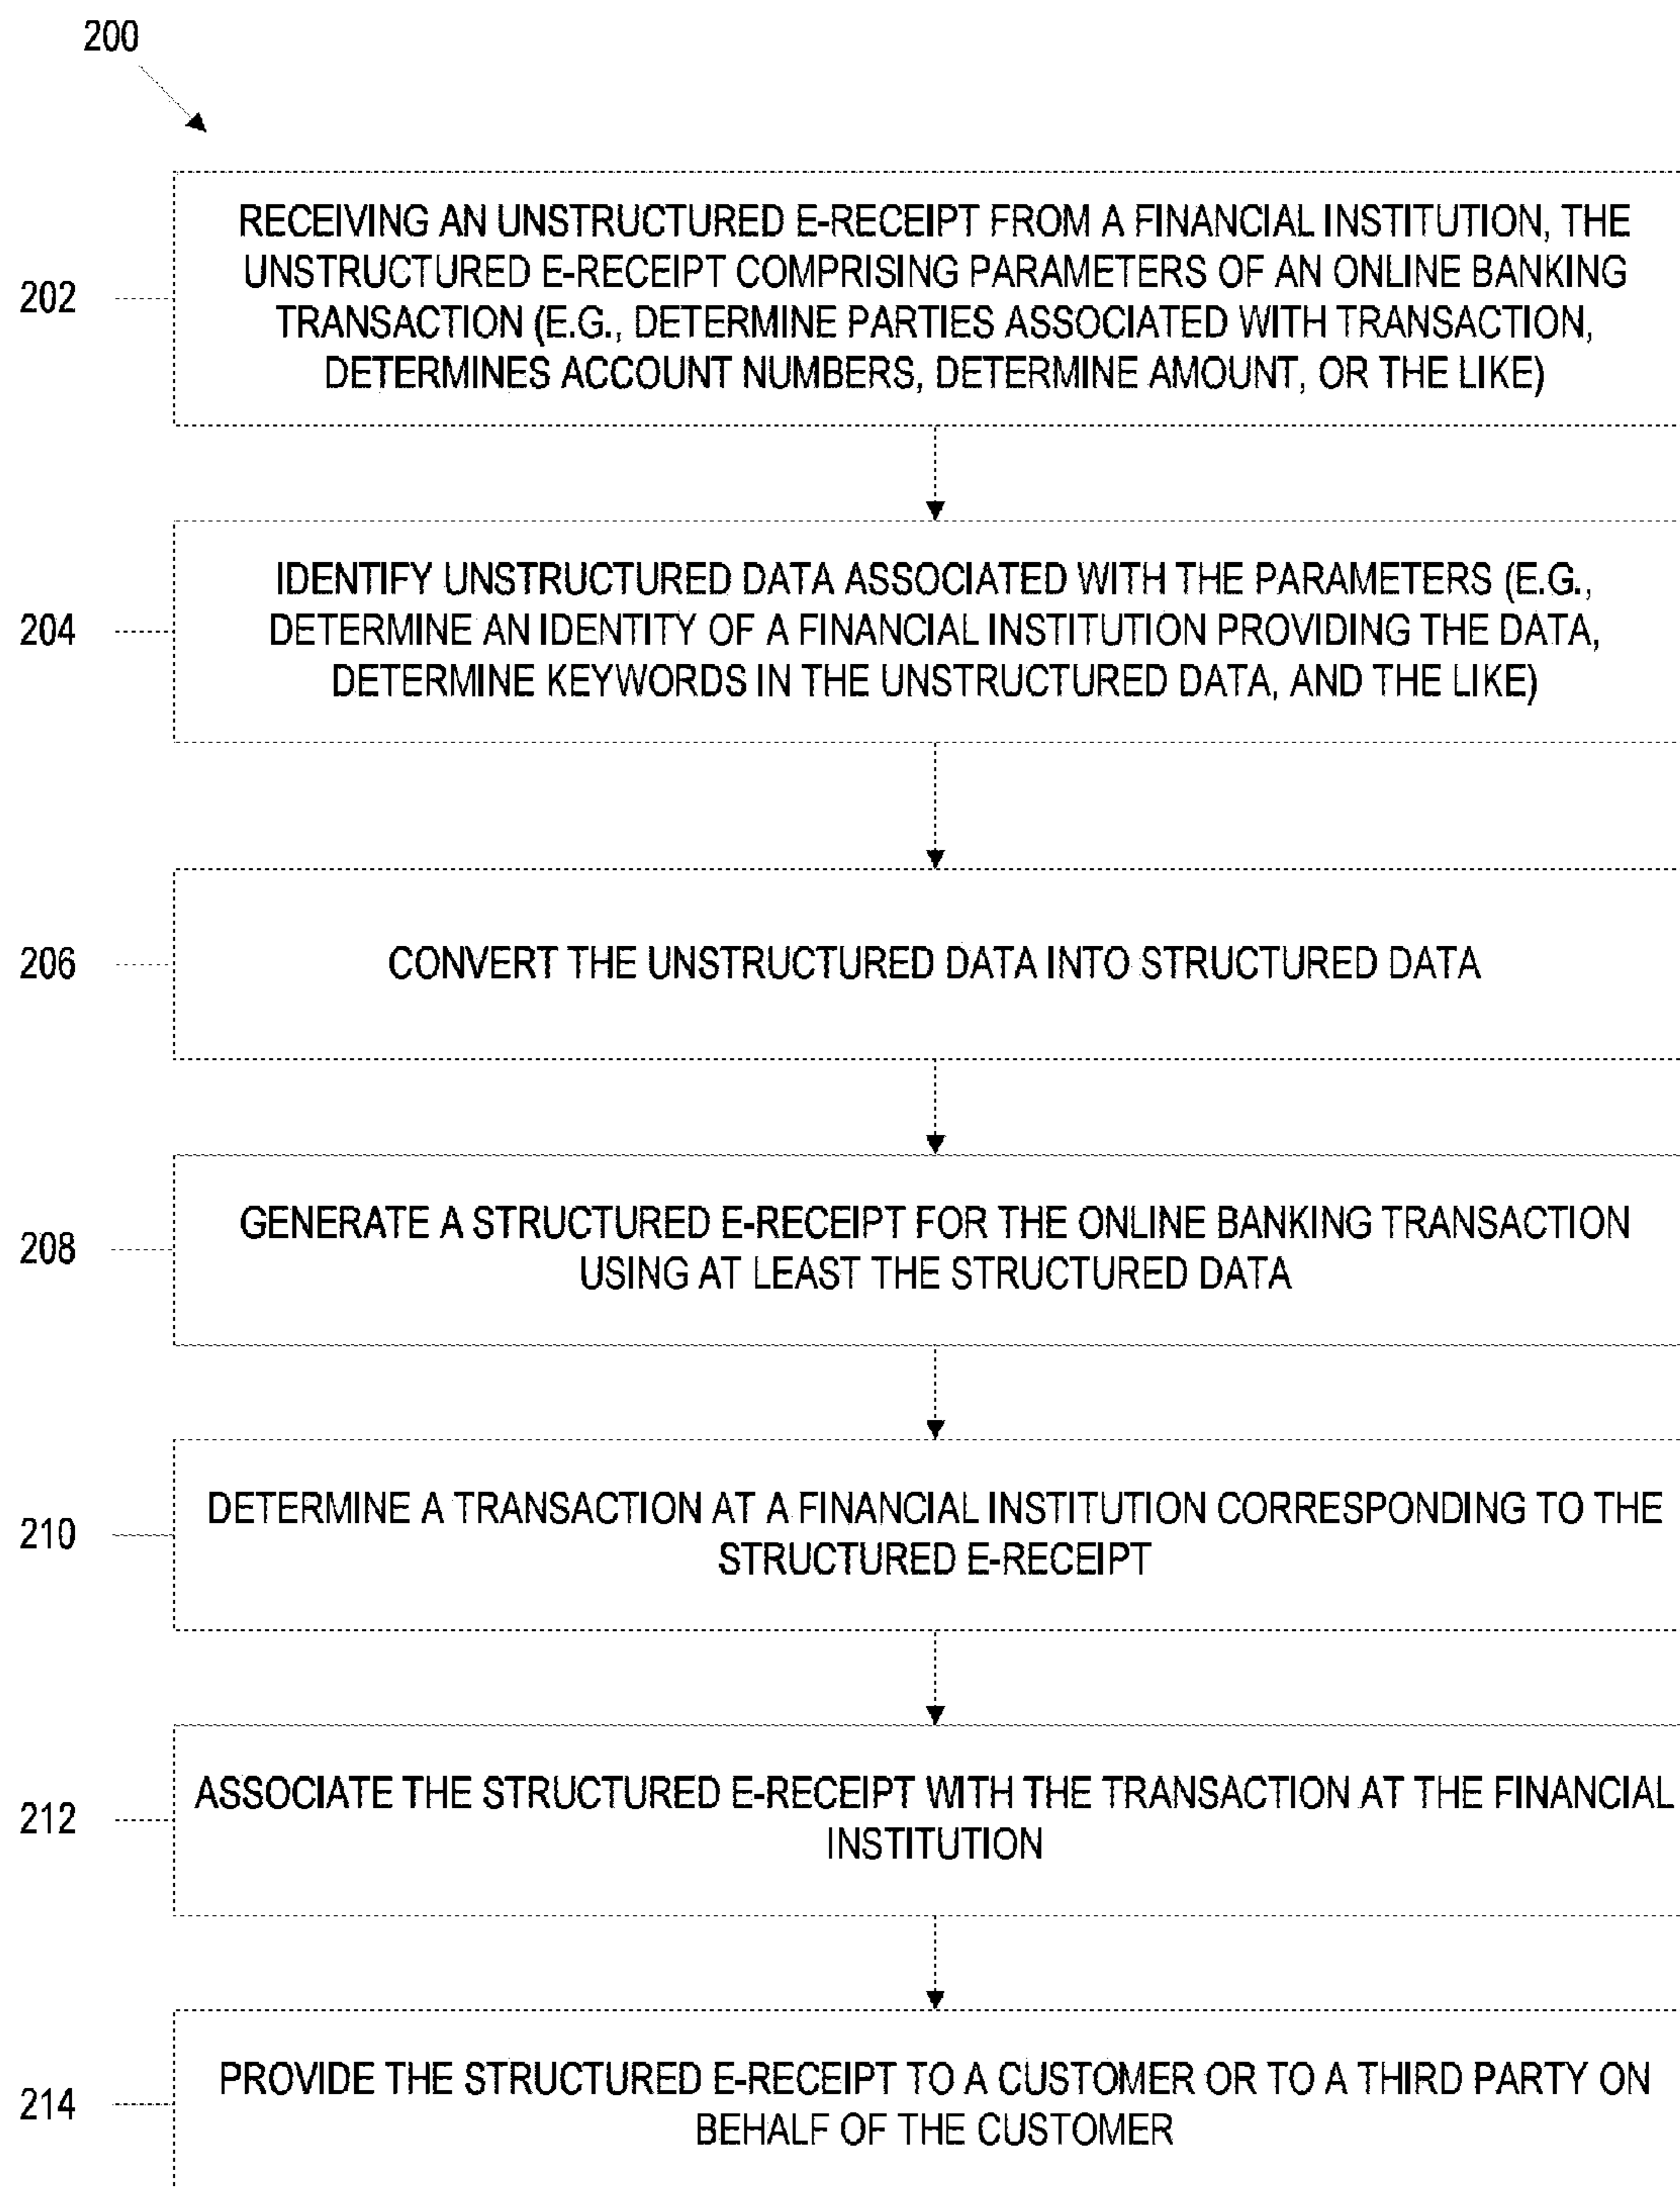 200
202
RECEIVING AN UNSTRUCTURED E-RECEIPT FROM A FINANCIAL INSTITUTION, THE
UNSTRUCTURED E-RECEIPT COMPRISING PARAMETERS OF AN ONLINE BANKING
TRANSACTION (E.G., DETERMINE PARTIES ASSOCIATED WITH TRANSACTION,
DETERMINES ACCOUNT NUMBERS, DETERMINE AMOUNT, OR THE LIKE)
204
IDENTIFY UNSTRUCTURED DATA ASSOCIATED WITH THE PARAMETERS (E.G.,
DETERMINE AN IDENTITY OF A FINANCIAL INSTITUTION PROVIDING THE DATA,
DETERMINE KEYWORDS IN THE UNSTRUCTURED DATA, AND THE LIKE)
206
CONVERT THE UNSTRUCTURED DATA INTO STRUCTURED DATA
208
GENERATE A STRUCTURED E-RECEIPT FOR THE ONLINE BANKING TRANSACTION
USING AT LEAST THE STRUCTURED DATA
210
DETERMINE A TRANSACTION AT A FINANCIAL INSTITUTION CORRESPONDING TO THE
STRUCTURED E-RECEIPT
212
ASSOCIATE THE STRUCTURED E-RECEIPT WITH THE TRANSACTION AT THE FINANCIAL
INSTITUTION
214
PROVIDE THE STRUCTURED E-RECEIPT TO A CUSTOMER OR TO A THIRD PARTY ON
BEHALF OF THE CUSTOMER